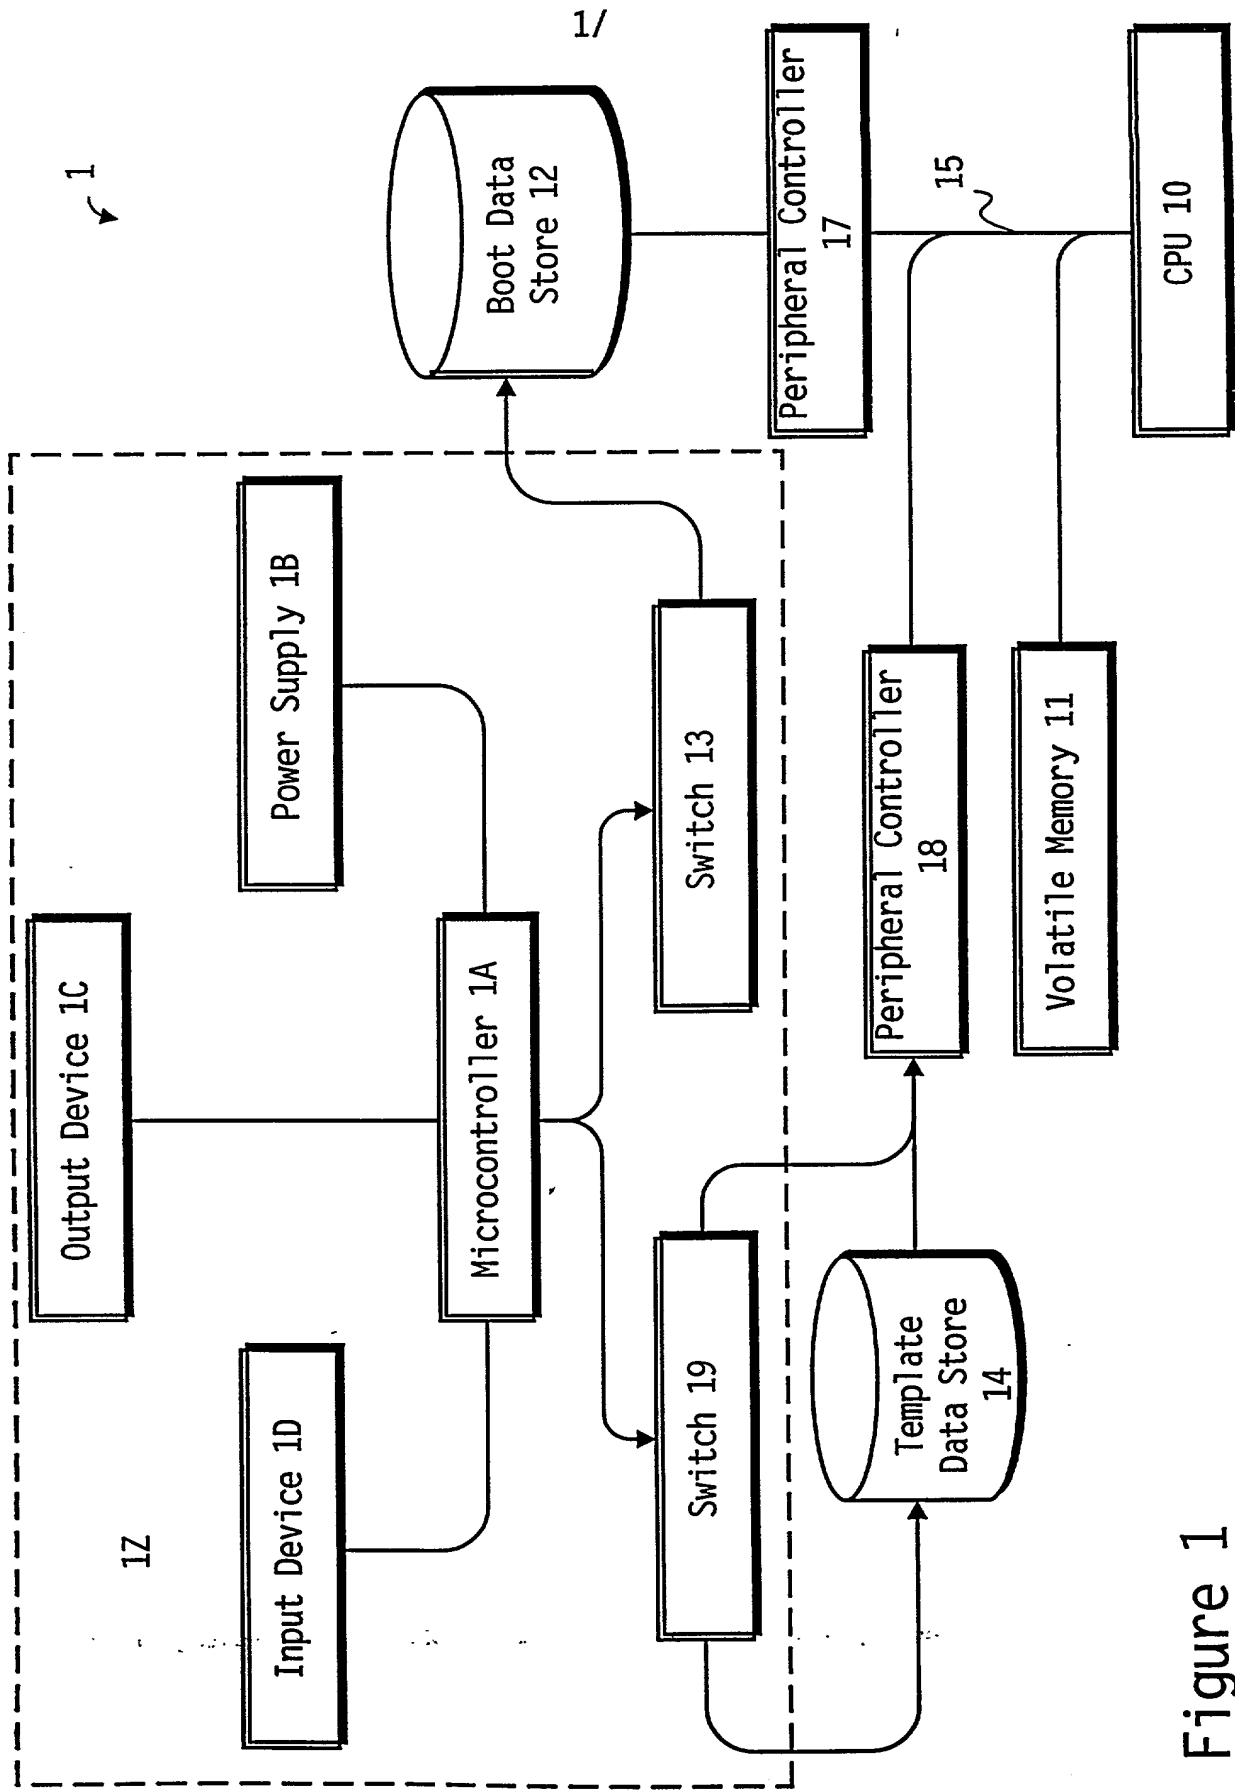 1/
1
Output Device 1C
1Z
Input Device 1D
Power Supply 1B
Microcontroller 1A
Switch 19
Switch 13
Boot Data
Store 12
Template
Data Store
14
Peripheral Controller
18
Peripheral Controller
17
Volatile Memory 11
15
CPU 10
Figure 1